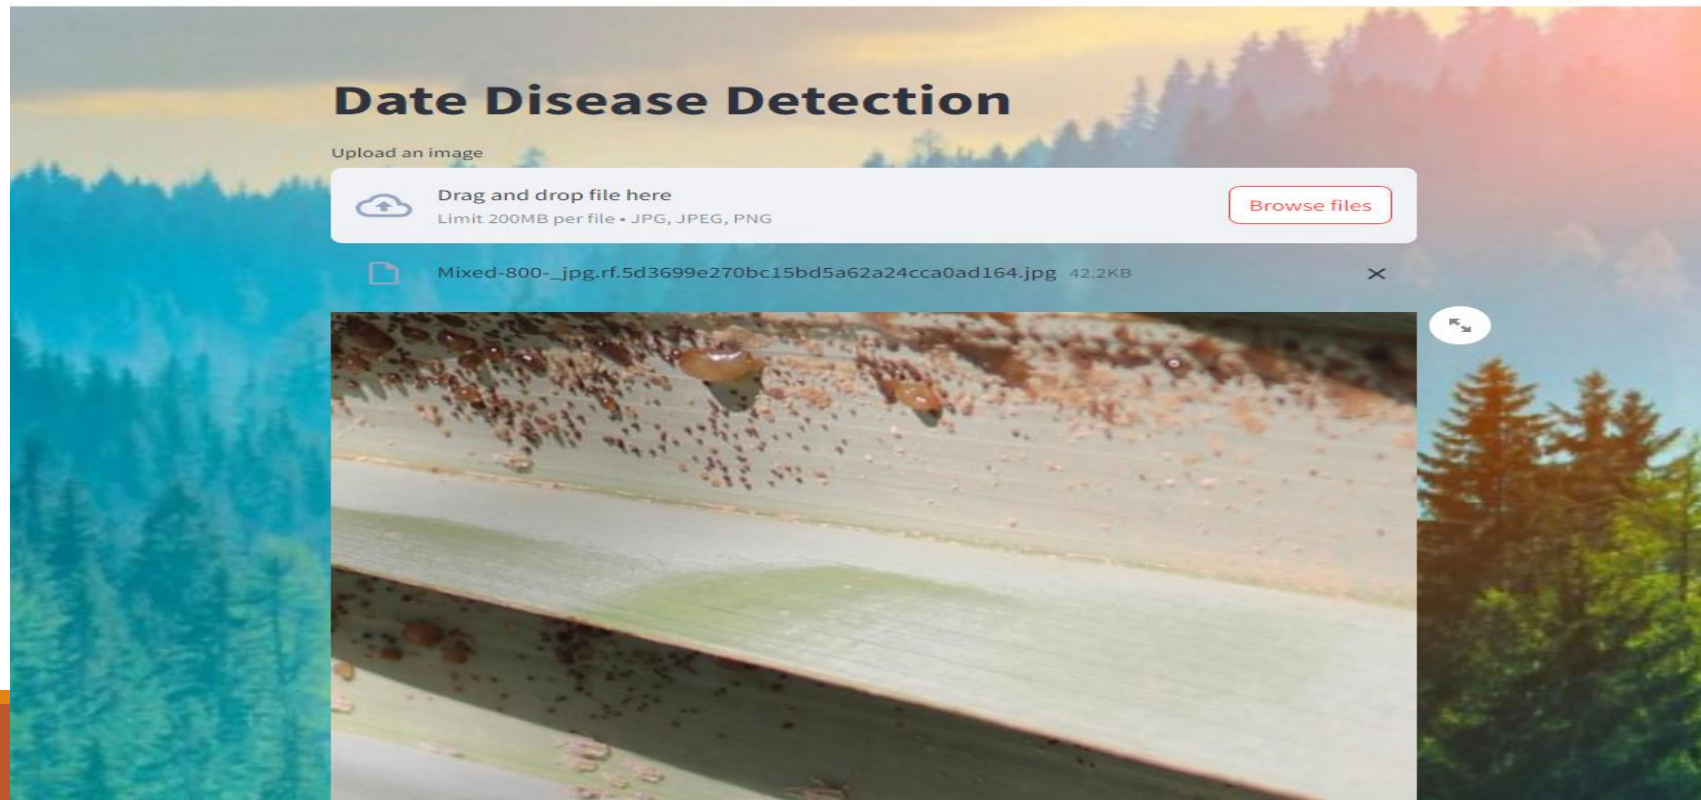 Date Disease Detection
Upload an image
Drag and drop file here
Limit 200MB per file • JPG, JPEG, PNG
Browse files
Mixed-800-_jpg.rf.5d3699e270bc15bd5a62a24cca0ad164.jpg 42.2KB